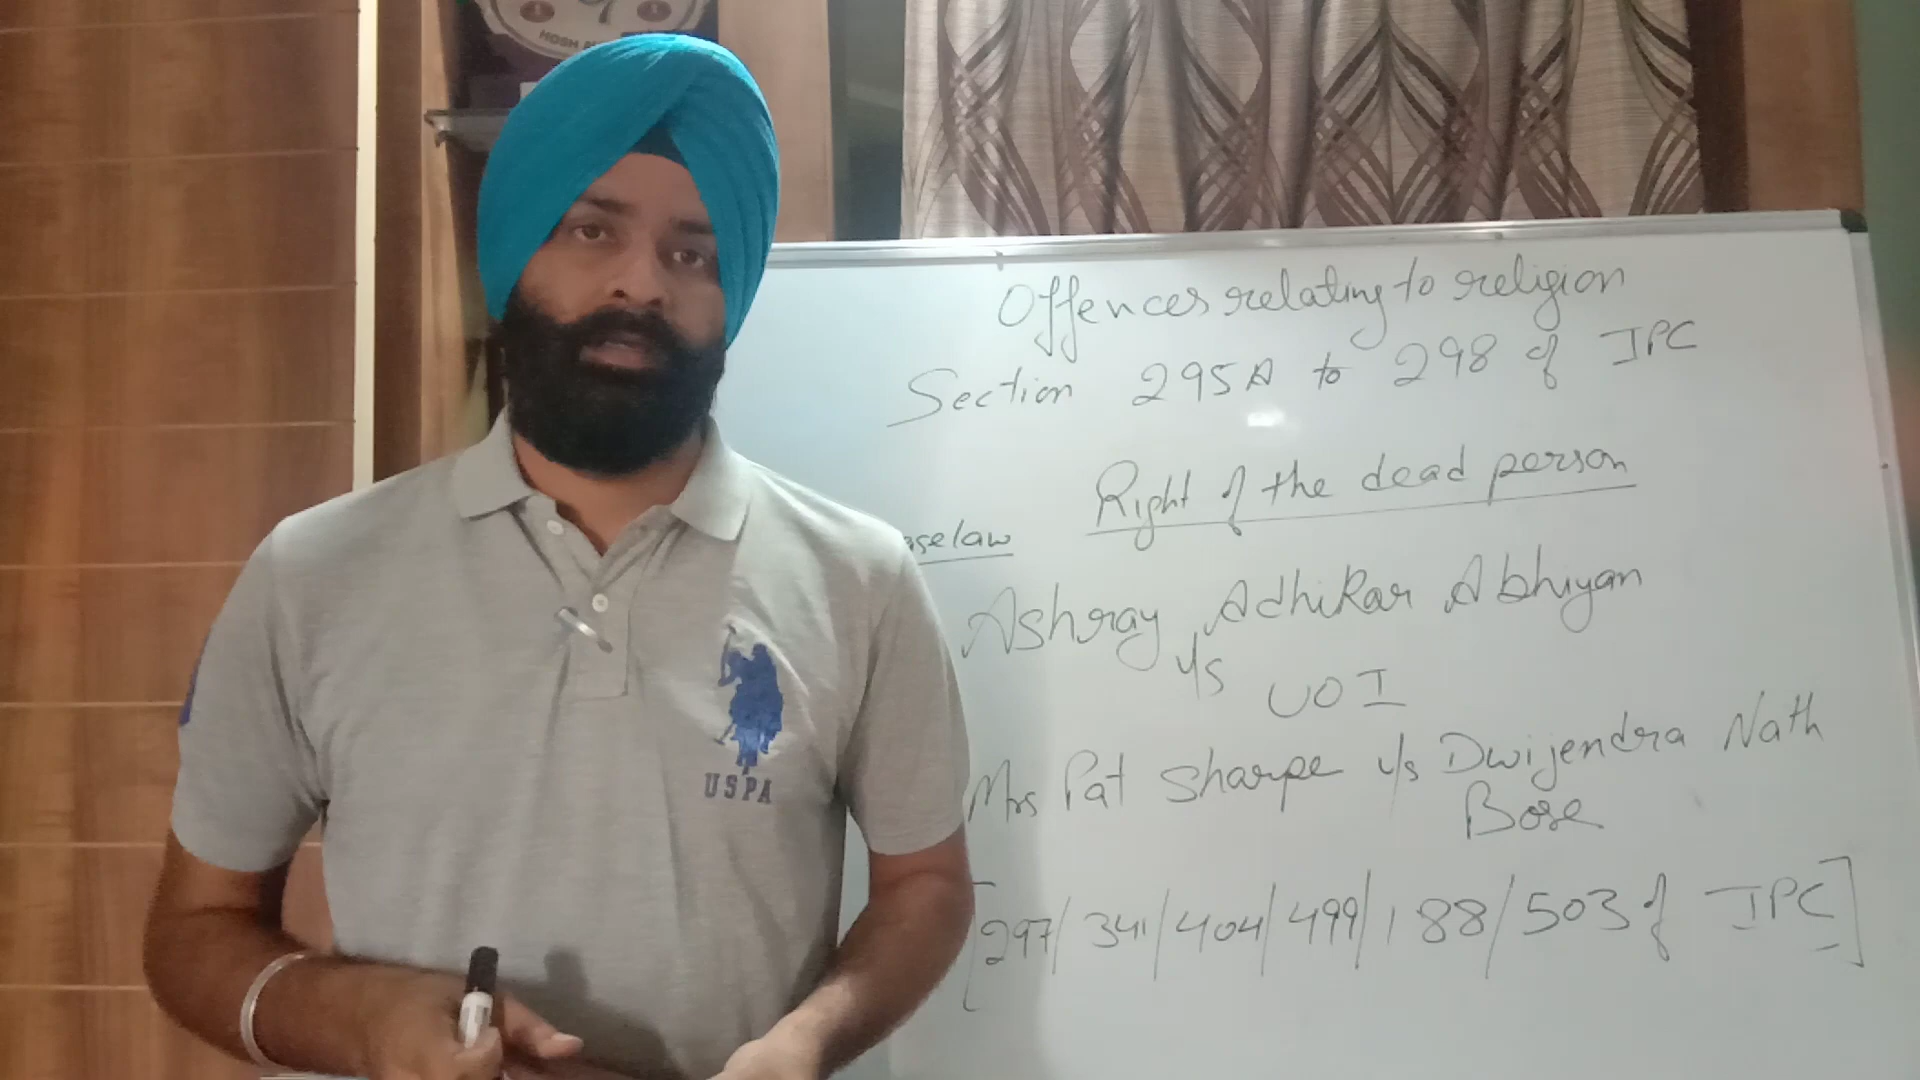 HOSH
Offences relating to religion
Section 295A to 298 of IPC
Right of the dead person
aselaw
Ashray Adhikar Abhiyan
v/s
UOI
Mrs Pat Sharpe v/s Dwijendra Nath
Bose
[297/341/404/499/188/503 of IPC]
USPA